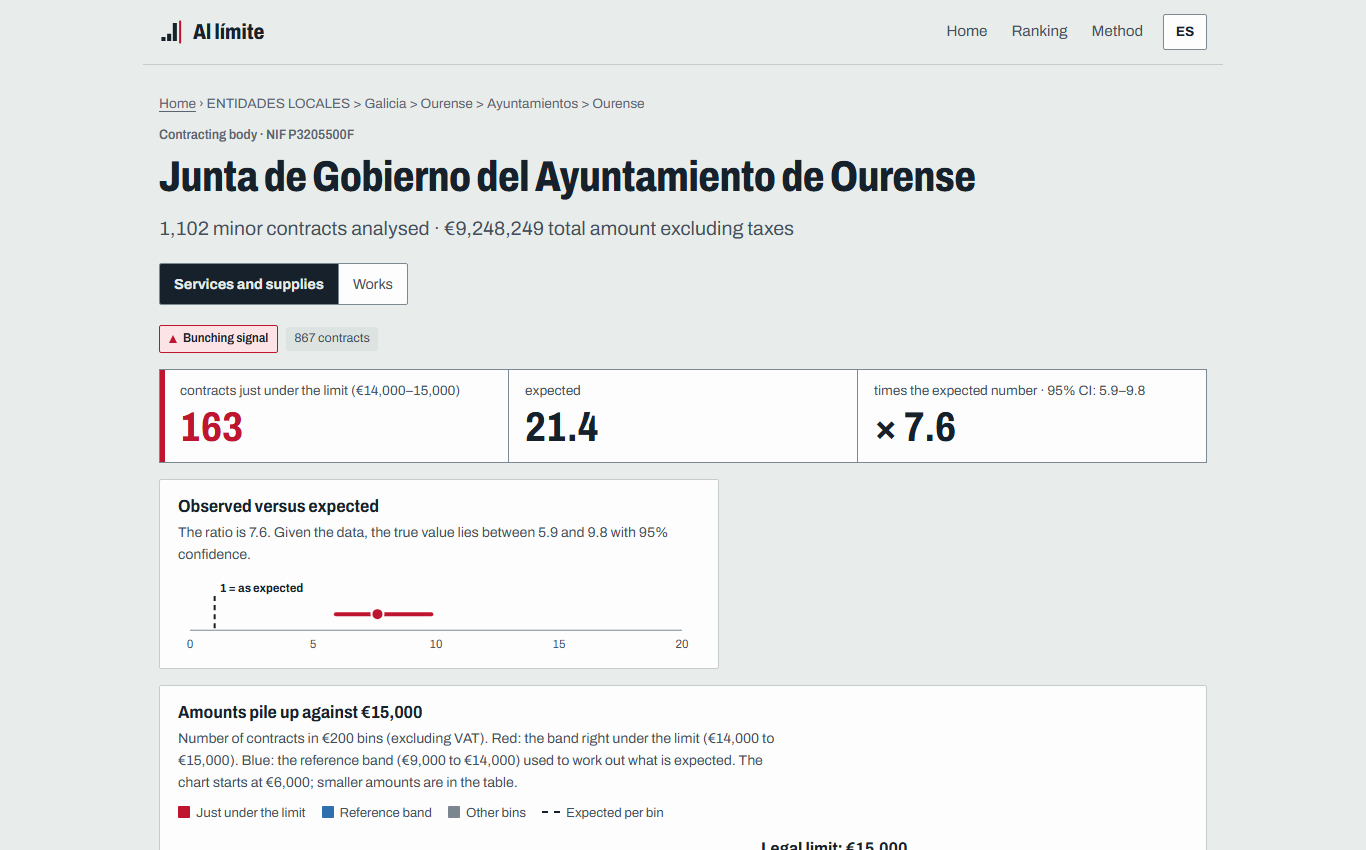 Al límite
Home
Ranking
Method
ES
Home › ENTIDADES LOCALES > Galicia > Ourense > Ayuntamientos > Ourense
Contracting body · NIF P3205500F
Junta de Gobierno del Ayuntamiento de Ourense
1,102 minor contracts analysed · €9,248,249 total amount excluding taxes
Services and supplies
Works
▲ Bunching signal
867 contracts
contracts just under the limit (€14,000–15,000)
163
expected
21.4
times the expected number · 95% CI: 5.9–9.8
× 7.6
Observed versus expected
The ratio is 7.6. Given the data, the true value lies between 5.9 and 9.8 with 95%
confidence.
1 = as expected
0 5 10 15 20
Amounts pile up against €15,000
Number of contracts in €200 bins (excluding VAT). Red: the band right under the limit (€14,000 to
€15,000). Blue: the reference band (€9,000 to €14,000) used to work out what is expected. The
chart starts at €6,000; smaller amounts are in the table.
Just under the limit
Reference band
Other bins
Expected per bin
Legal limit: €15,000